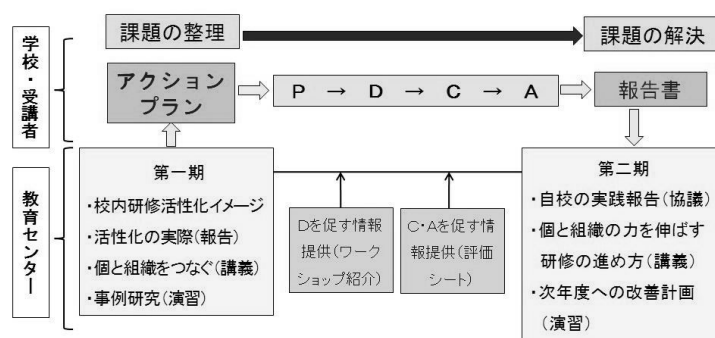 学校・受講者
課題の整理
課題の解決
アクション
プラン
P → D → C → A
報告書
教育センター
第一期
・校内研修活性化イメージ
・活性化の実際(報告)
・個と組織をつなぐ(講義)
・事例研究(演習)
Dを促す情報
提供(ワーク
ショップ紹介)
C・Aを促す情
報提供(評価
シート)
第二期
・自校の実践報告(協議)
・個と組織の力を伸ばす
研修の進め方(講義)
・次年度への改善計画
(演習)